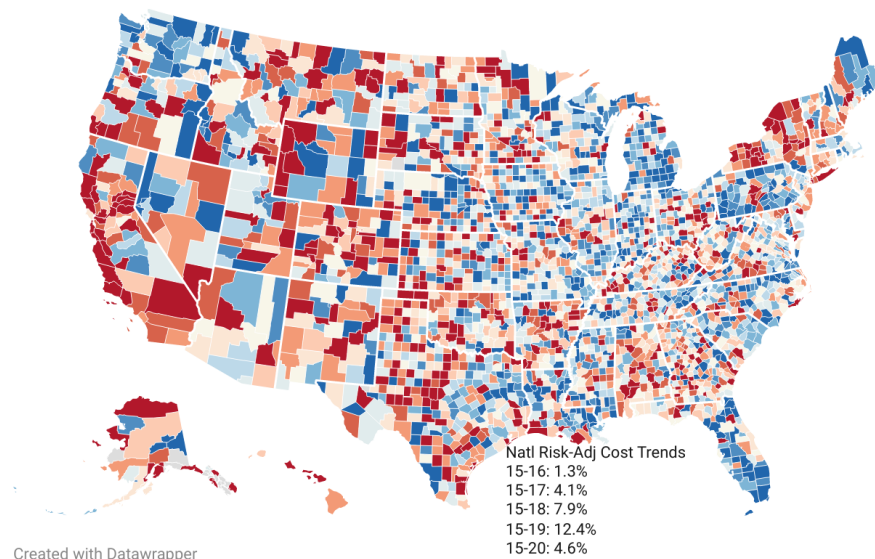 Natl Risk-Adj Cost Trends
15-16: 1.3%
15-17: 4.1%
15-18: 7.9%
15-19: 12.4%
15-20: 4.6%
Created with Datawrapper